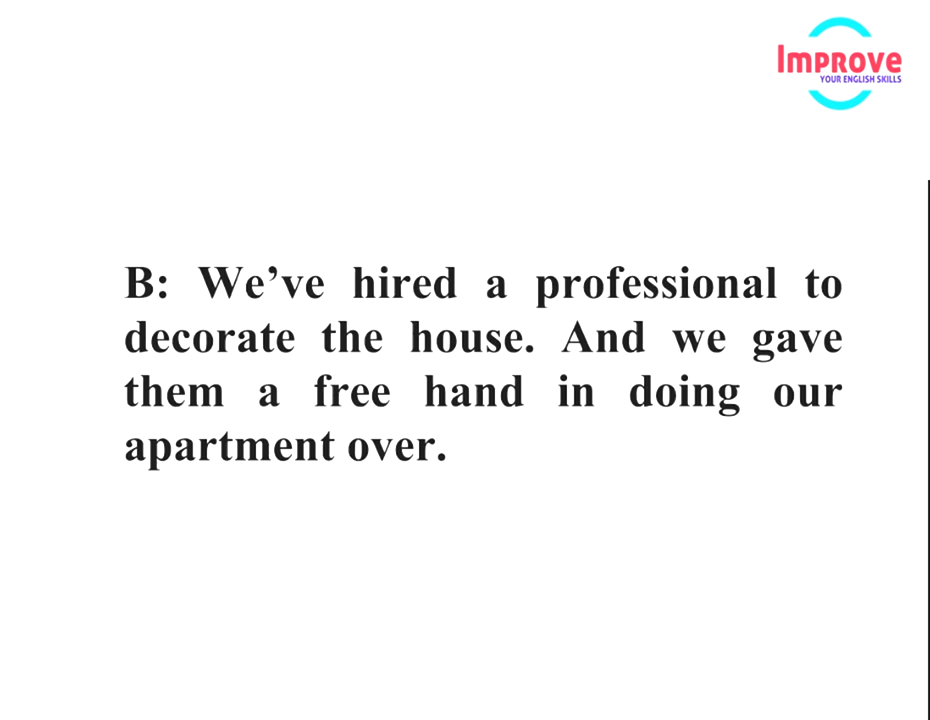 Improve
YOUR ENGLISH SKILLS
B: We’ve hired a professional to
decorate the house. And we gave
them a free hand in doing our
apartment over.